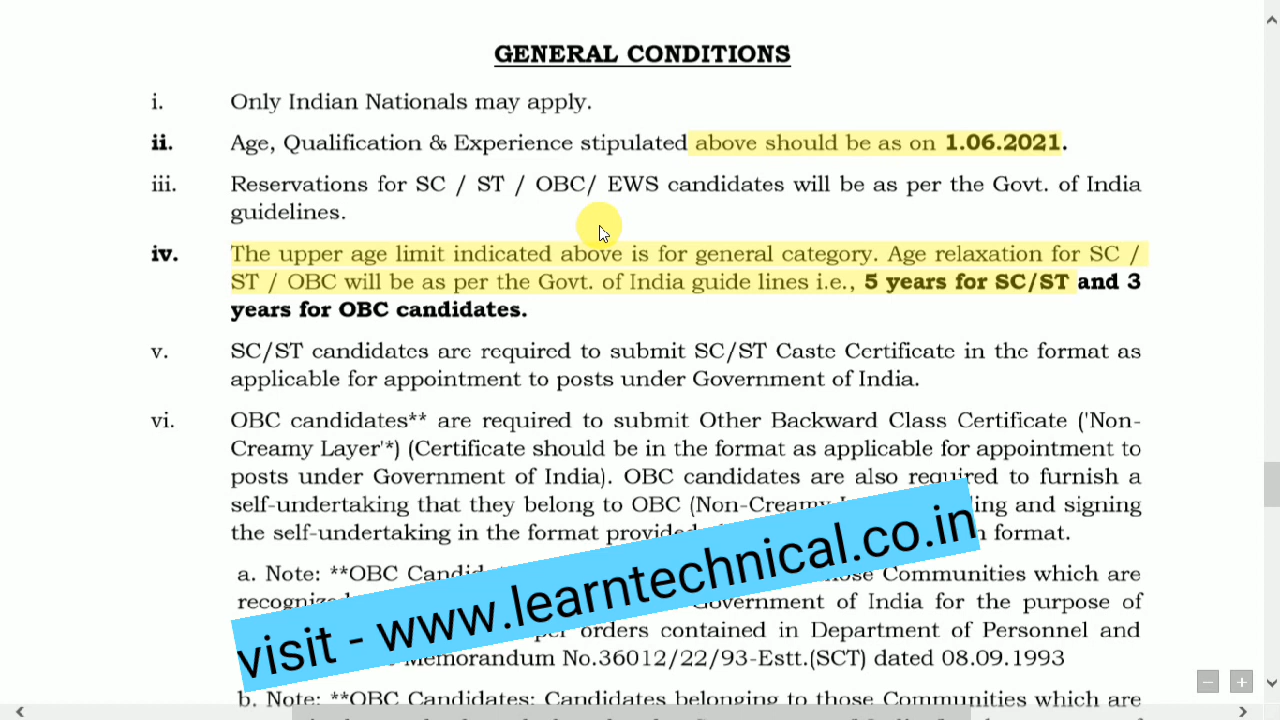 GENERAL CONDITIONS
i. Only Indian Nationals may apply.
ii. Age, Qualification & Experience stipulated above should be as on 1.06.2021.
iii. Reservations for SC / ST / OBC/ EWS candidates will be as per the Govt. of India
guidelines.
iv. The upper age limit indicated above is for general category. Age relaxation for SC /
ST / OBC will be as per the Govt. of India guide lines i.e., 5 years for SC/ST and 3
years for OBC candidates.
v. SC/ST candidates are required to submit SC/ST Caste Certificate in the format as
applicable for appointment to posts under Government of India.
vi. OBC candidates** are required to submit Other Backward Class Certificate ('Non-
Creamy Layer'*) (Certificate should be in the format as applicable for appointment to
posts under Government of India). OBC candidates are also required to furnish a
self-undertaking that they belong to OBC (Non-Creamy and signing
the self-undertaking in the format format.
a. Note: **OBC Communities which are
Government of India for the purpose of
orders contained in Department of Personnel and
Memorandum No.36012/22/93-Estt.(SCT) dated 08.09.1993
b. Note: **OBC Candidates: Candidates belonging to those Communities which are
visit - www.learntechnical.co.in